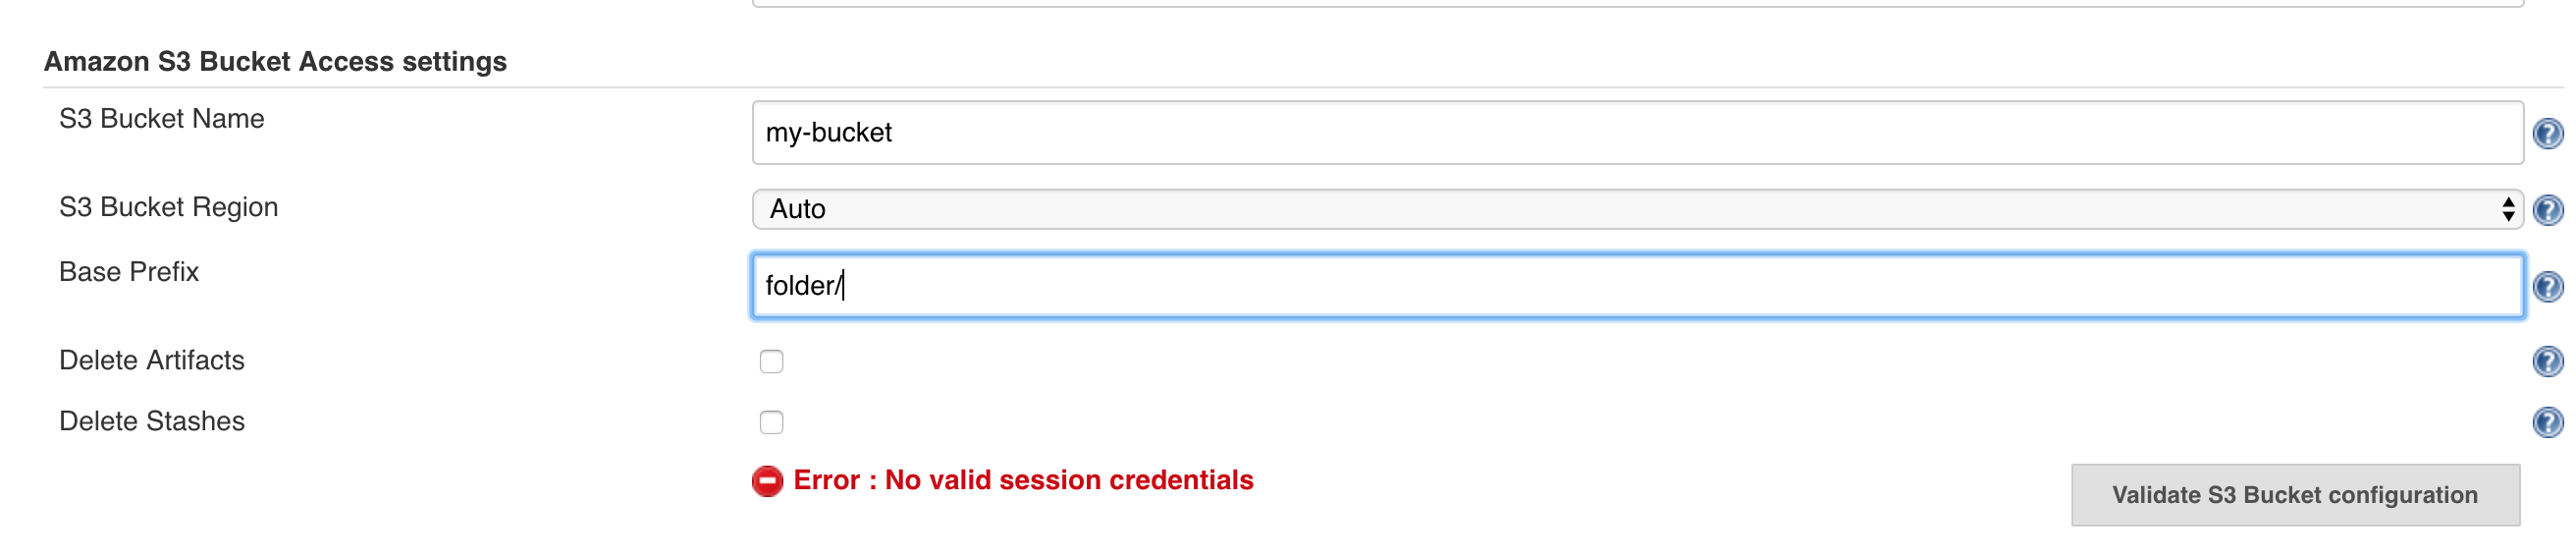 Amazon S3 Bucket Access settings
S3 Bucket Name
my-bucket
S3 Bucket Region
Auto
Base Prefix
folder/
Delete Artifacts
Delete Stashes
Error : No valid session credentials
Validate S3 Bucket configuration